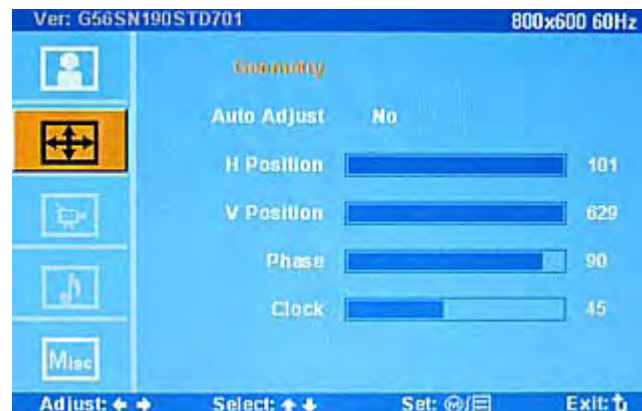 Ver: G56SN190STD701 800x600 60Hz
Geometry
Auto Adjust No
H Position 101
V Position 629
Phase 90
Clock 45
Misc
Adjust: Select: Set: M/ Exit: